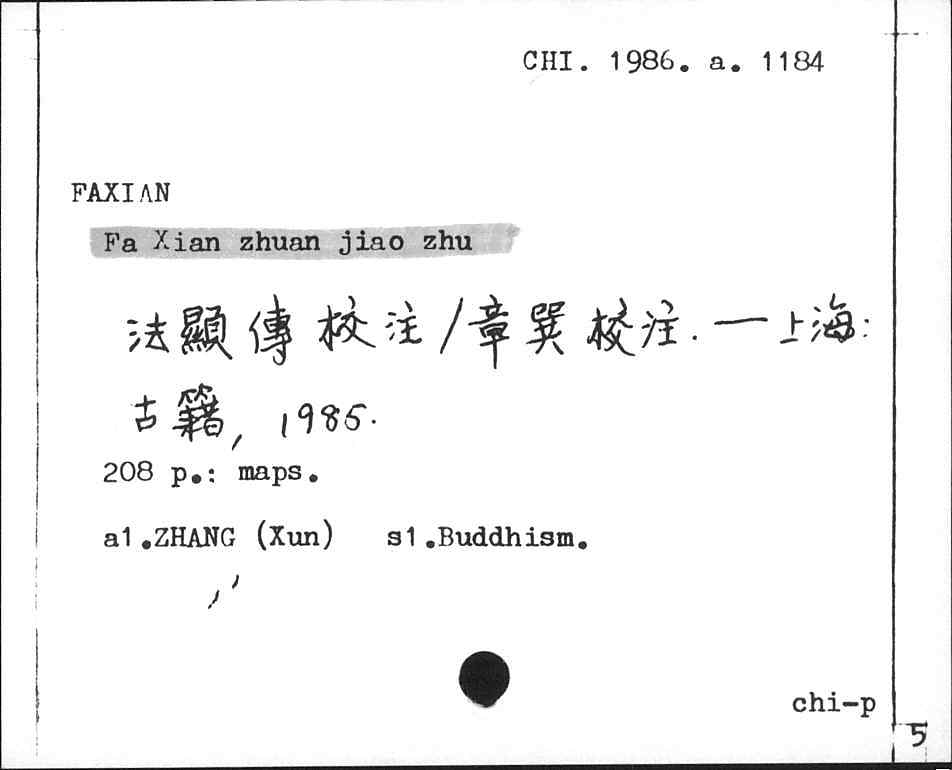 CHI. 1986. a. 1184
FAXIAN
Fa Xian zhuan jiao zhu
法顯傳校注/章巽校注.—上海:
古籍, 1985.
208 p.: maps.
a1.ZHANG (Xun) s1.Buddhism.
chi-p
5